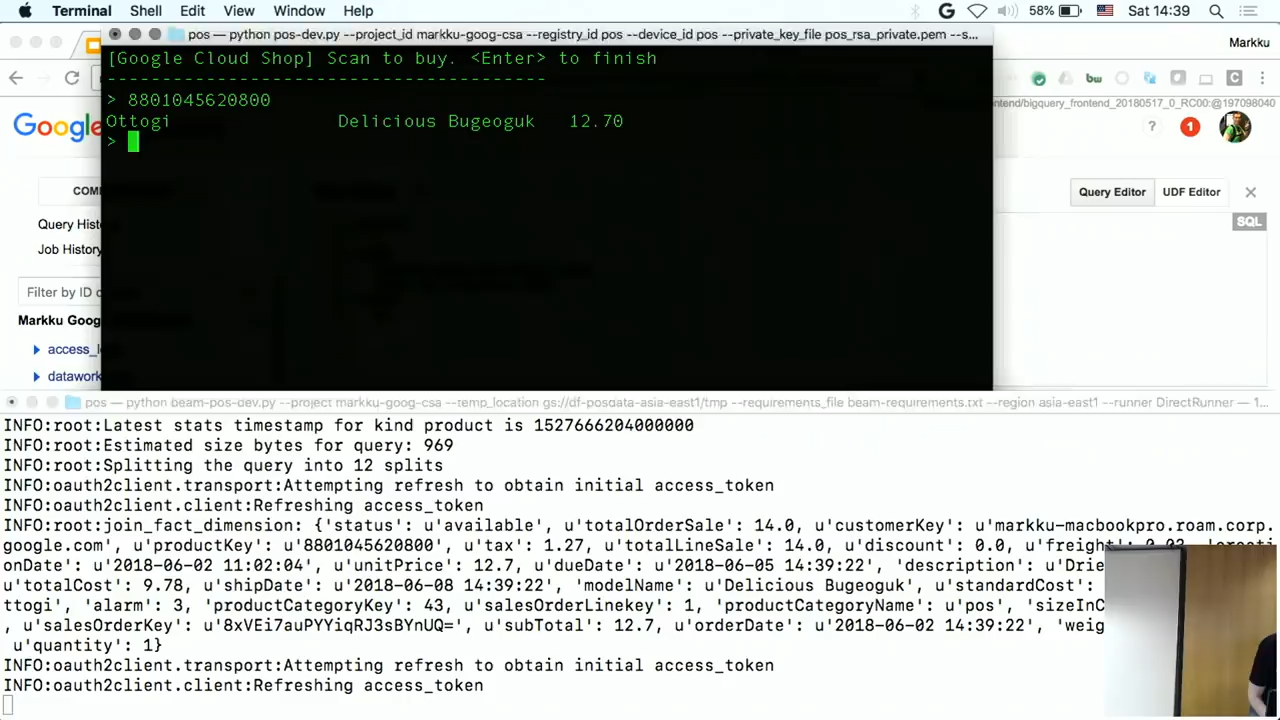 Terminal Shell Edit View Window Help 58% Sat 14:39
pos — python pos-dev.py --project_id markku-goog-csa --registry_id pos --device_id pos --private_key_file pos_rsa_private.pem --s...
Markku
[Google Cloud Shop] Scan to buy. <Enter> to finish
----------------------------------------
> 8801045620800
Ottogi Delicious Bugeoguk 12.70
>
bw
C
ntend/bigquery_frontend_20180517_0_RC00:@197098040
Google
? 1
COM
Query Editor UDF Editor
Query Hist
SQL
Job History
Filter by ID o
Markku Goog
access_l
datawork
pos — python beam-pos-dev.py --project markku-goog-csa --temp_location gs://df-posdata-asia-east1/tmp --requirements_file beam-requirements.txt --region asia-east1 --runner DirectRunner — 1...
INFO:root:Latest stats timestamp for kind product is 1527666204000000
INFO:root:Estimated size bytes for query: 969
INFO:root:Splitting the query into 12 splits
INFO:oauth2client.transport:Attempting refresh to obtain initial access_token
INFO:oauth2client.client:Refreshing access_token
INFO:root:join_fact_dimension: {'status': u'available', u'totalOrderSale': 14.0, u'customerKey': u'markku-macbookpro.roam.corp.
google.com', u'productKey': u'8801045620800', u'tax': 1.27, u'totalLineSale': 14.0, u'discount': 0.0, u'freight':
onDate': u'2018-06-02 11:02:04', u'unitPrice': 12.7, u'dueDate': u'2018-06-05 14:39:22', 'description': u'Drie
u'totalCost': 9.78, u'shipDate': u'2018-06-08 14:39:22', 'modelName': u'Delicious Bugeoguk', u'standardCost':
ttogi', 'alarm': 3, 'productCategoryKey': 43, u'salesOrderLinekey': 1, 'productCategoryName': u'pos', 'sizeInC
, u'salesOrderKey': u'8xVEi7auPYYiqRJ3sBYnUQ=', u'subTotal': 12.7, u'orderDate': u'2018-06-02 14:39:22', 'weig
u'quantity': 1}
INFO:oauth2client.transport:Attempting refresh to obtain initial access_token
INFO:oauth2client.client:Refreshing access_token